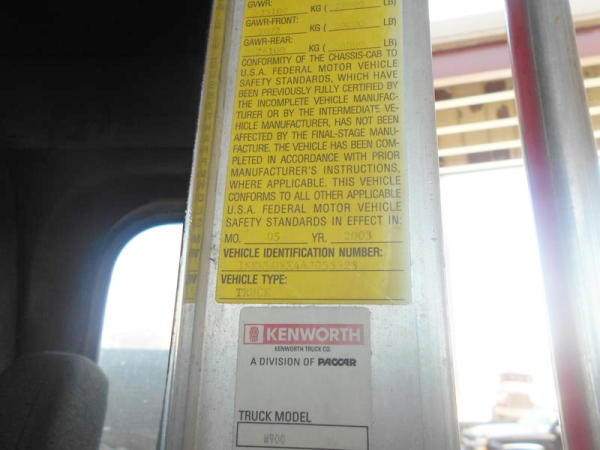 GVWR:
KG ( LB)
GAWR-FRONT:
KG ( LB)
GAWR-REAR:
KG ( LB)
CONFORMITY OF THE CHASSIS-CAB TO
U.S.A. FEDERAL MOTOR VEHICLE
SAFETY STANDARDS, WHICH HAVE
BEEN PREVIOUSLY FULLY CERTIFIED BY
THE INCOMPLETE VEHICLE MANUFAC-
TURER OR BY THE INTERMEDIATE VE-
HICLE MANUFACTURER, HAS NOT BEEN
AFFECTED BY THE FINAL-STAGE MANU-
FACTURE. THE VEHICLE HAS BEEN COM-
PLETED IN ACCORDANCE WITH PRIOR
MANUFACTURER'S INSTRUCTIONS,
WHERE APPLICABLE. THIS VEHICLE
CONFORMS TO ALL OTHER APPLICABLE
U.S.A. FEDERAL MOTOR VEHICLE
SAFETY STANDARDS IN EFFECT IN:
MO. 05 YR. 2003
VEHICLE IDENTIFICATION NUMBER:
VEHICLE TYPE:
TRUCK
KENWORTH
KENWORTH TRUCK CO.
A DIVISION OF PACCAR
TRUCK MODEL
W900